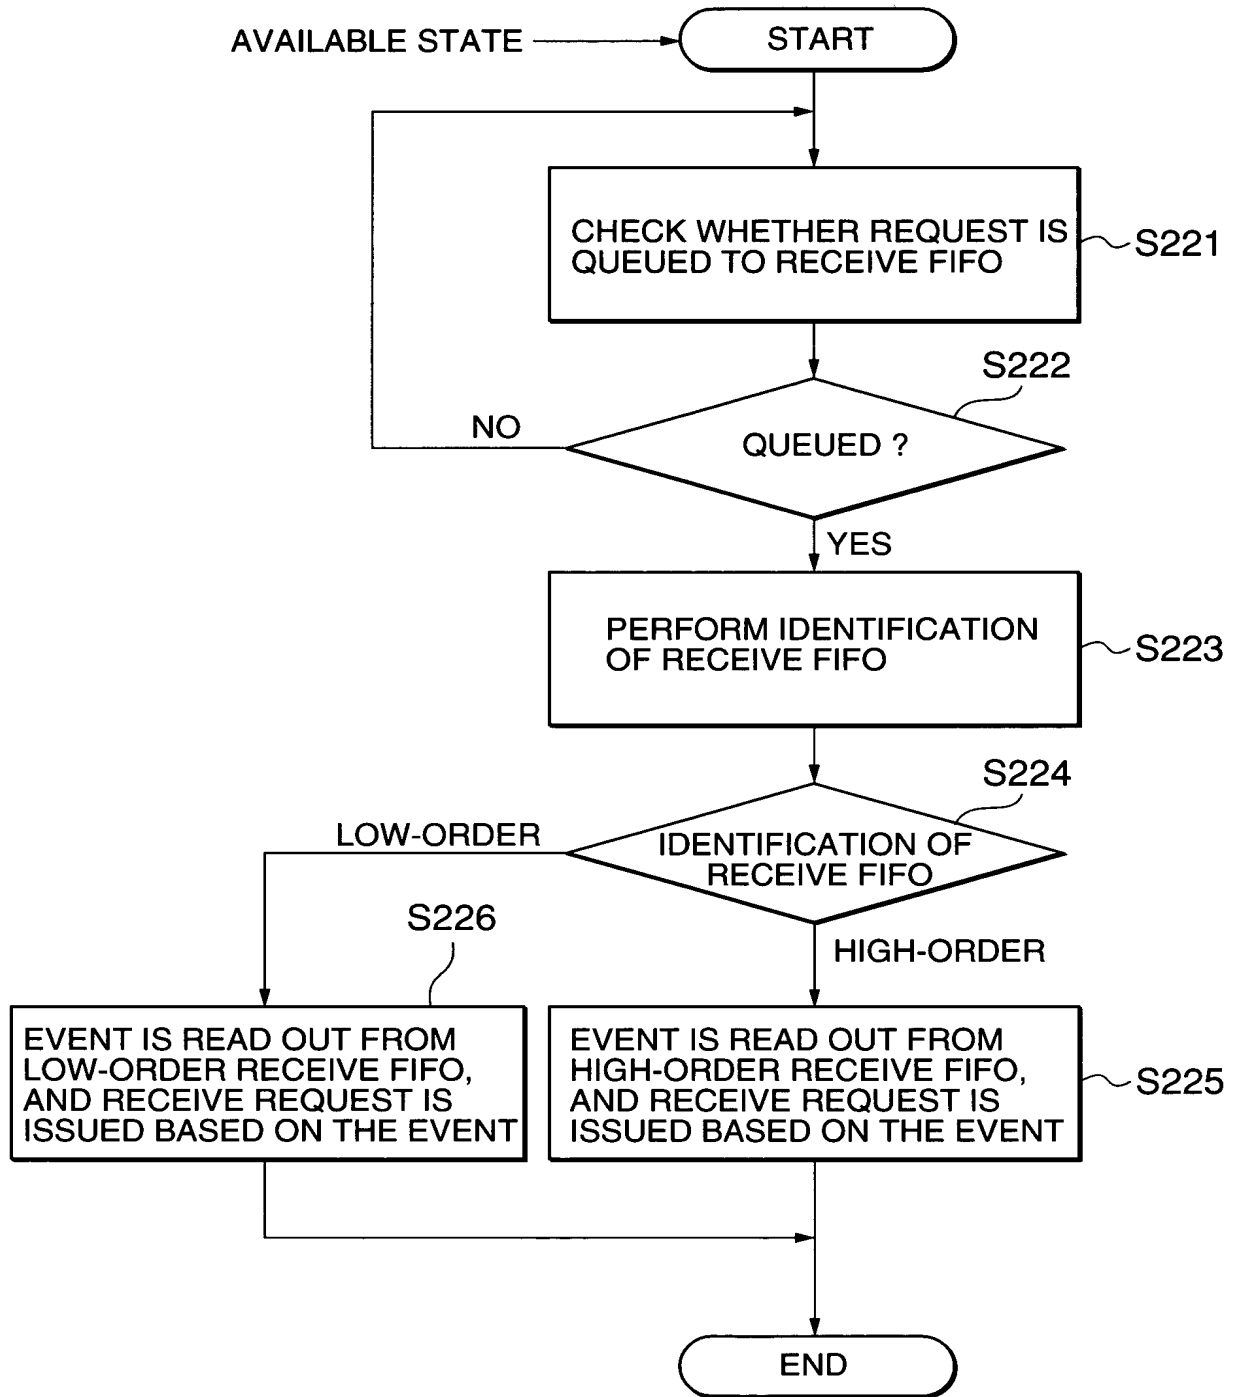 AVAILABLE STATE
START
CHECK WHETHER REQUEST IS
QUEUED TO RECEIVE FIFO
S221
S222
QUEUED ?
NO
YES
PERFORM IDENTIFICATION
OF RECEIVE FIFO
S223
S224
IDENTIFICATION OF
RECEIVE FIFO
LOW-ORDER
HIGH-ORDER
S226
EVENT IS READ OUT FROM
LOW-ORDER RECEIVE FIFO,
AND RECEIVE REQUEST IS
ISSUED BASED ON THE EVENT
EVENT IS READ OUT FROM
HIGH-ORDER RECEIVE FIFO,
AND RECEIVE REQUEST IS
ISSUED BASED ON THE EVENT
S225
END